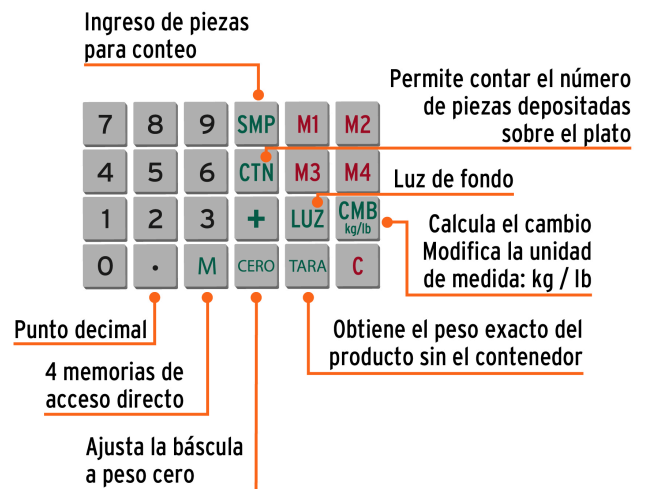 Ingreso de piezas
para conteo
Permite contar el número
de piezas depositadas
sobre el plato
7 8 9 SMP M1 M2
4 5 6 CTN M3 M4
Luz de fondo
1 2 3 + LUZ CMB
kg/lb
Calcula el cambio
Modifica la unidad
de medida: kg / lb
0 . M CERO TARA C
Punto decimal
Obtiene el peso exacto del
producto sin el contenedor
4 memorias de
acceso directo
Ajusta la báscula
a peso cero